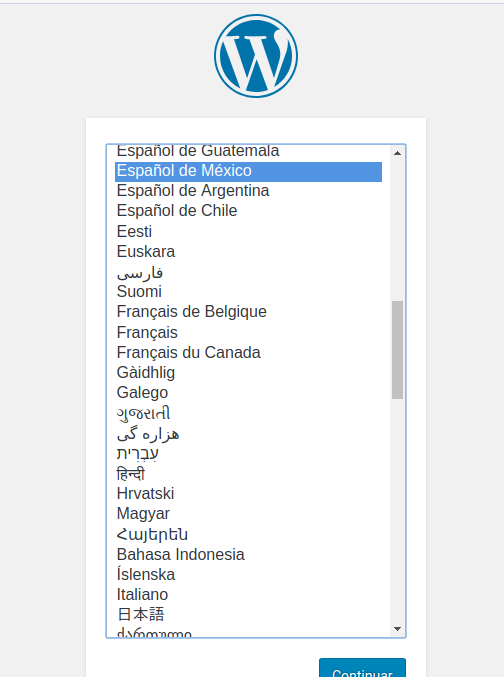 Español de Guatemala
Español de México
Español de Argentina
Español de Chile
Eesti
Euskara
فارسی
Suomi
Français de Belgique
Français
Français du Canada
Gàidhlig
Galego
ગુજરાતી
هزاره گی
עִבְרִית
हिन्दी
Hrvatski
Magyar
Հայերեն
Bahasa Indonesia
Íslenska
Italiano
日本語
ქართული
Continuar